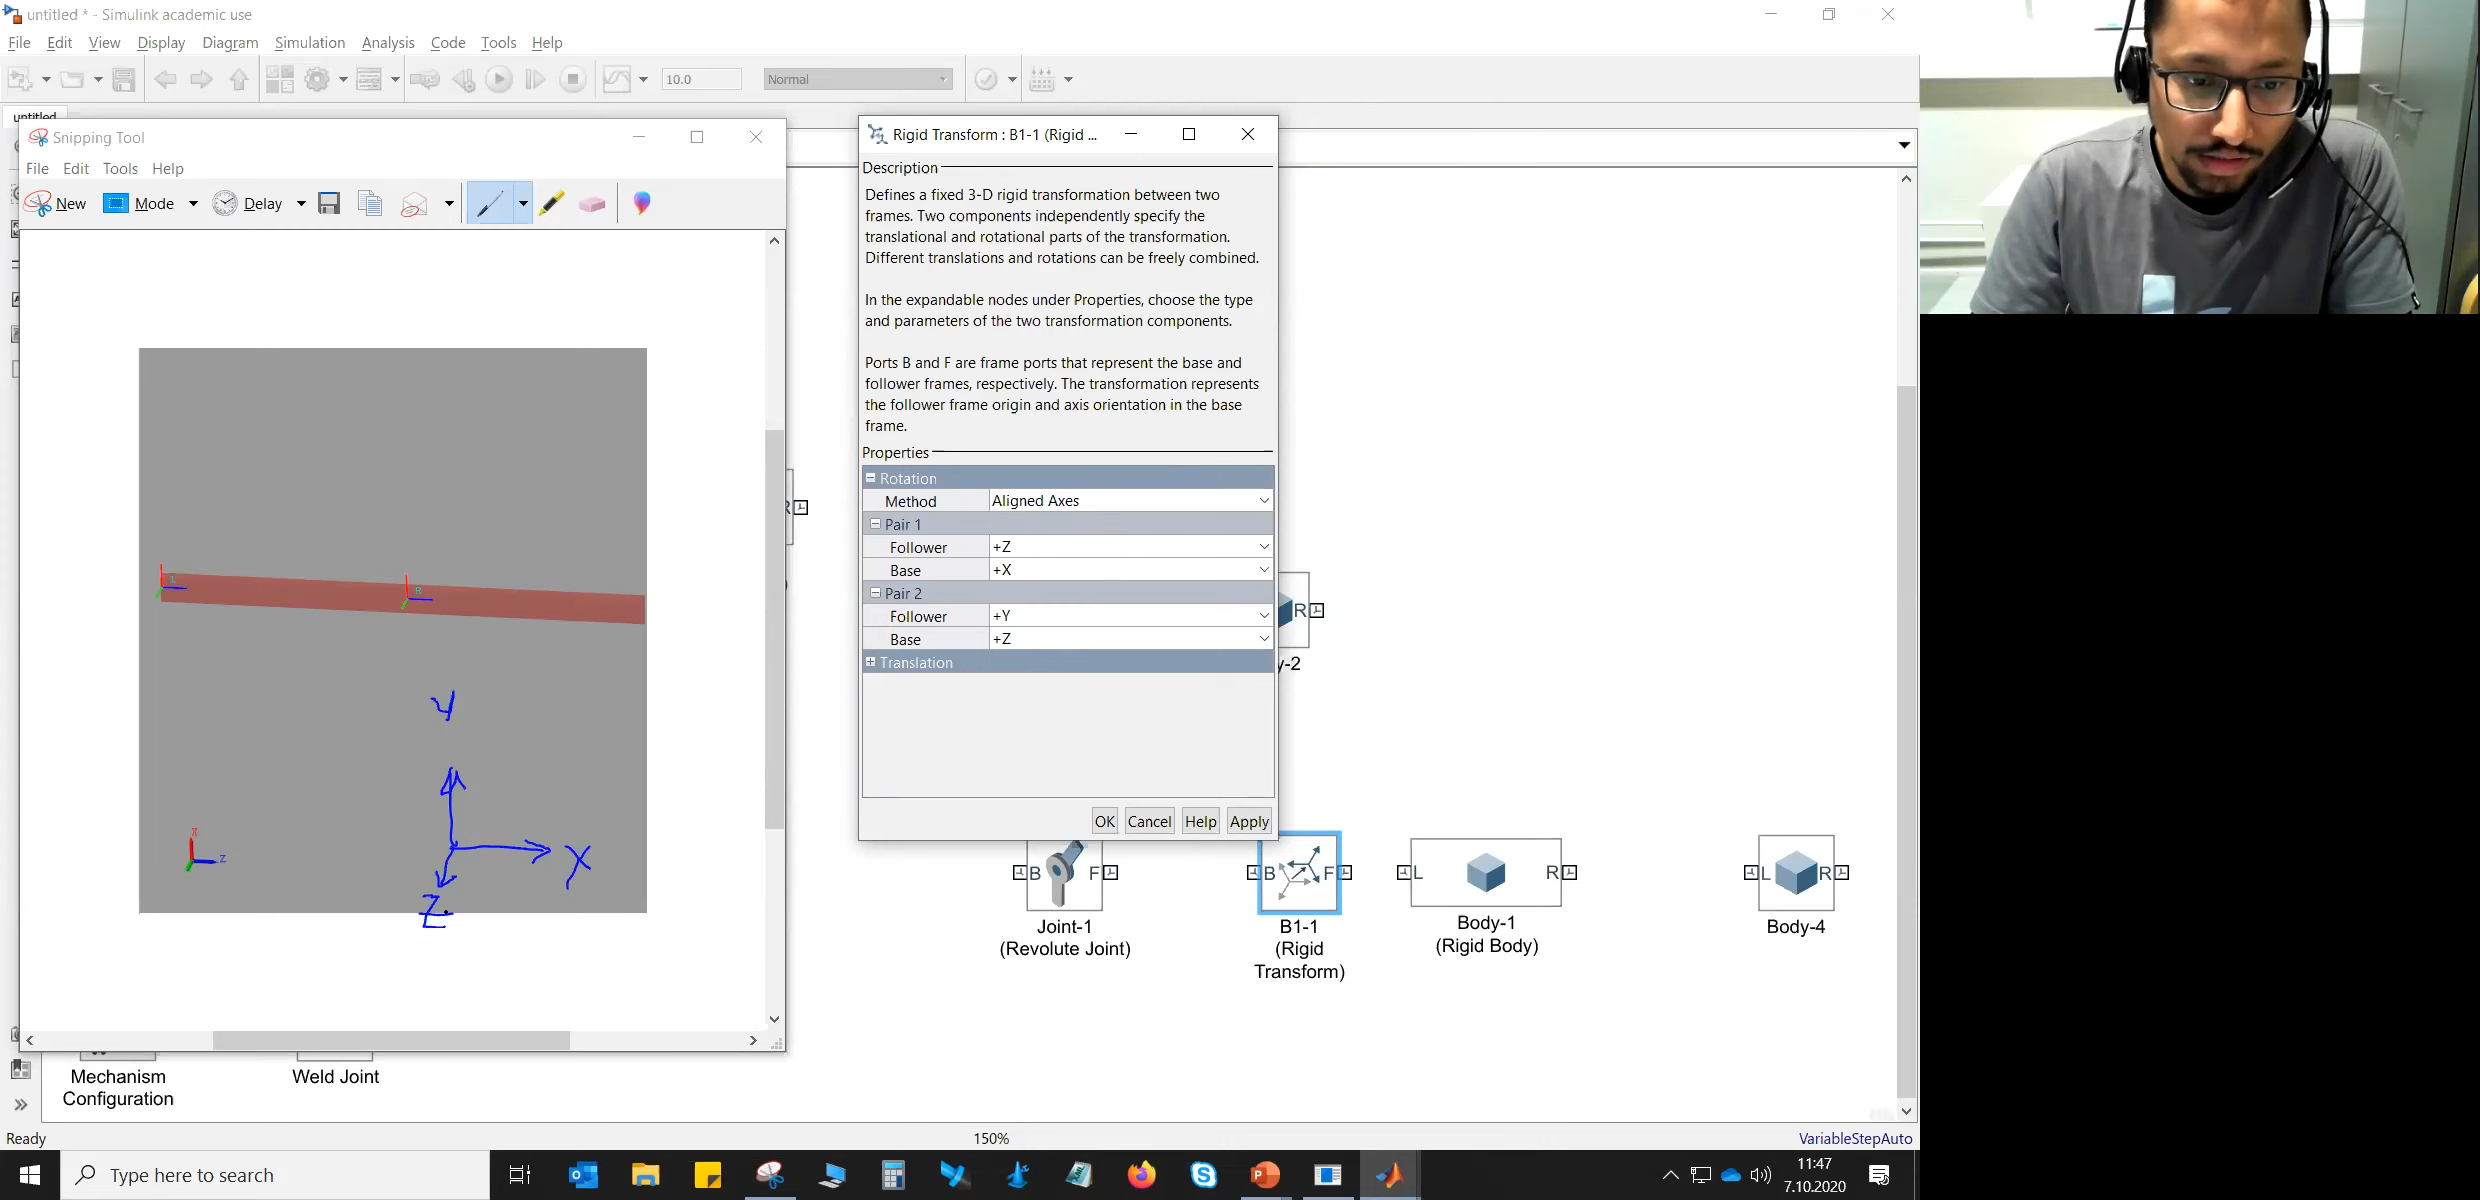 untitled * - Simulink academic use
File Edit View Display Diagram Simulation Analysis Code Tools Help
10.0 Normal
untitled
Snipping Tool
File Edit Tools Help
New Mode Delay
L
R
Y
X
Z
X
Z
Rigid Transform : B1-1 (Rigid ...
Description
Defines a fixed 3-D rigid transformation between two
frames. Two components independently specify the
translational and rotational parts of the transformation.
Different translations and rotations can be freely combined.
In the expandable nodes under Properties, choose the type
and parameters of the two transformation components.
Ports B and F are frame ports that represent the base and
follower frames, respectively. The transformation represents
the follower frame origin and axis orientation in the base
frame.
Properties
Rotation
Method Aligned Axes
Pair 1
Follower +Z
Base +X
Pair 2
Follower +Y
Base +Z
Translation
OK Cancel Help Apply
R
R
y-2
B F
Joint-1
(Revolute Joint)
B F
B1-1
(Rigid
Transform)
L R
Body-1
(Rigid Body)
L R
Body-4
Mechanism
Configuration
Weld Joint
Ready 150% VariableStepAuto
Type here to search
11:47
7.10.2020